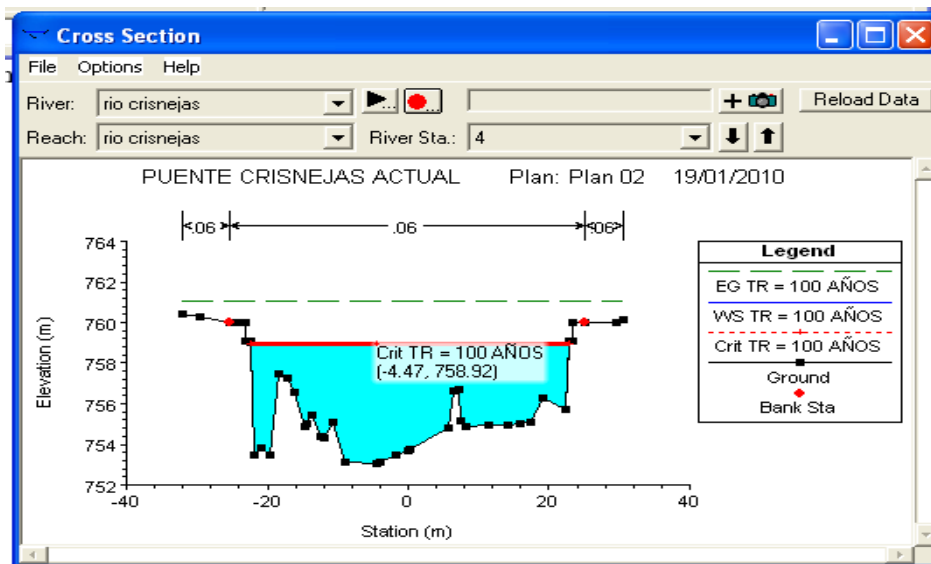 Cross Section
File Options Help
River: rio crisnejas Reload Data
Reach: rio crisnejas River Sta.: 4
PUENTE CRISNEJAS ACTUAL Plan: Plan 02 19/01/2010
.06 .06 .06
Legend
EG TR = 100 AÑOS
WS TR = 100 AÑOS
Crit TR = 100 AÑOS
Ground
Bank Sta
764
762
760
758
756
754
752
Elevation (m)
Crit TR = 100 AÑOS
(-4.47, 758.92)
-40 -20 0 20 40
Station (m)